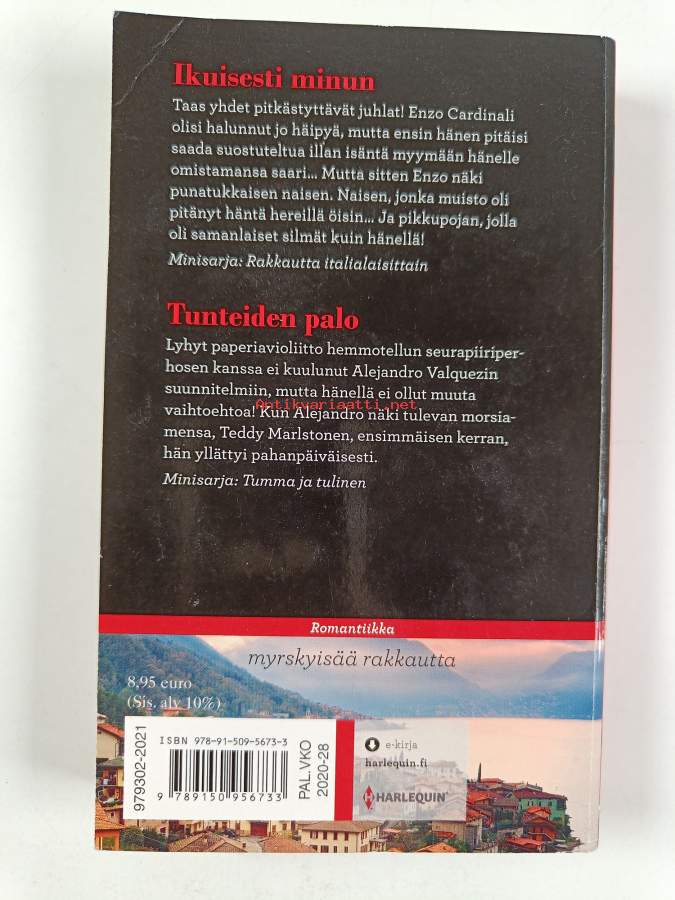 Ikuisesti minun
Taas yhdet pitkästyttävät juhlat! Enzo Cardinali
olisi halunnut jo häipyä, mutta ensin hänen pitäisi
saada suostuteltua illan isäntä myymään hänelle
omistamansa saari... Mutta sitten Enzo näki
punatukkaisen naisen. Naisen, jonka muisto oli
pitänyt häntä hereillä öisin... Ja pikkupojan, jolla
oli samanlaiset silmät kuin hänellä!
Minisarja: Rakkautta italialaisittain
Tunteiden palo
Lyhyt paperiavioliitto hemmotellun seurapiiriper-
hosen kanssa ei kuulunut Alejandro Valquezin
suunnitelmiin, mutta hänellä ei ollut muuta
Antikvariaatti.net
vaihtoehtoa! Kun Alejandro näki tulevan morsia-
mensa, Teddy Marlstonen, ensimmäisen kerran,
hän yllättyi pahanpäiväisesti.
Minisarja: Tumma ja tulinen
Romantiikka
myrskyisää rakkautta
8,95 euro
(Sis. alv 10%)
979302-2021
ISBN 978-91-509-5673-3
9 789150 956733
PAL.VKO
2020-28
e-kirja
harlequin.fi
HARLEQUIN®